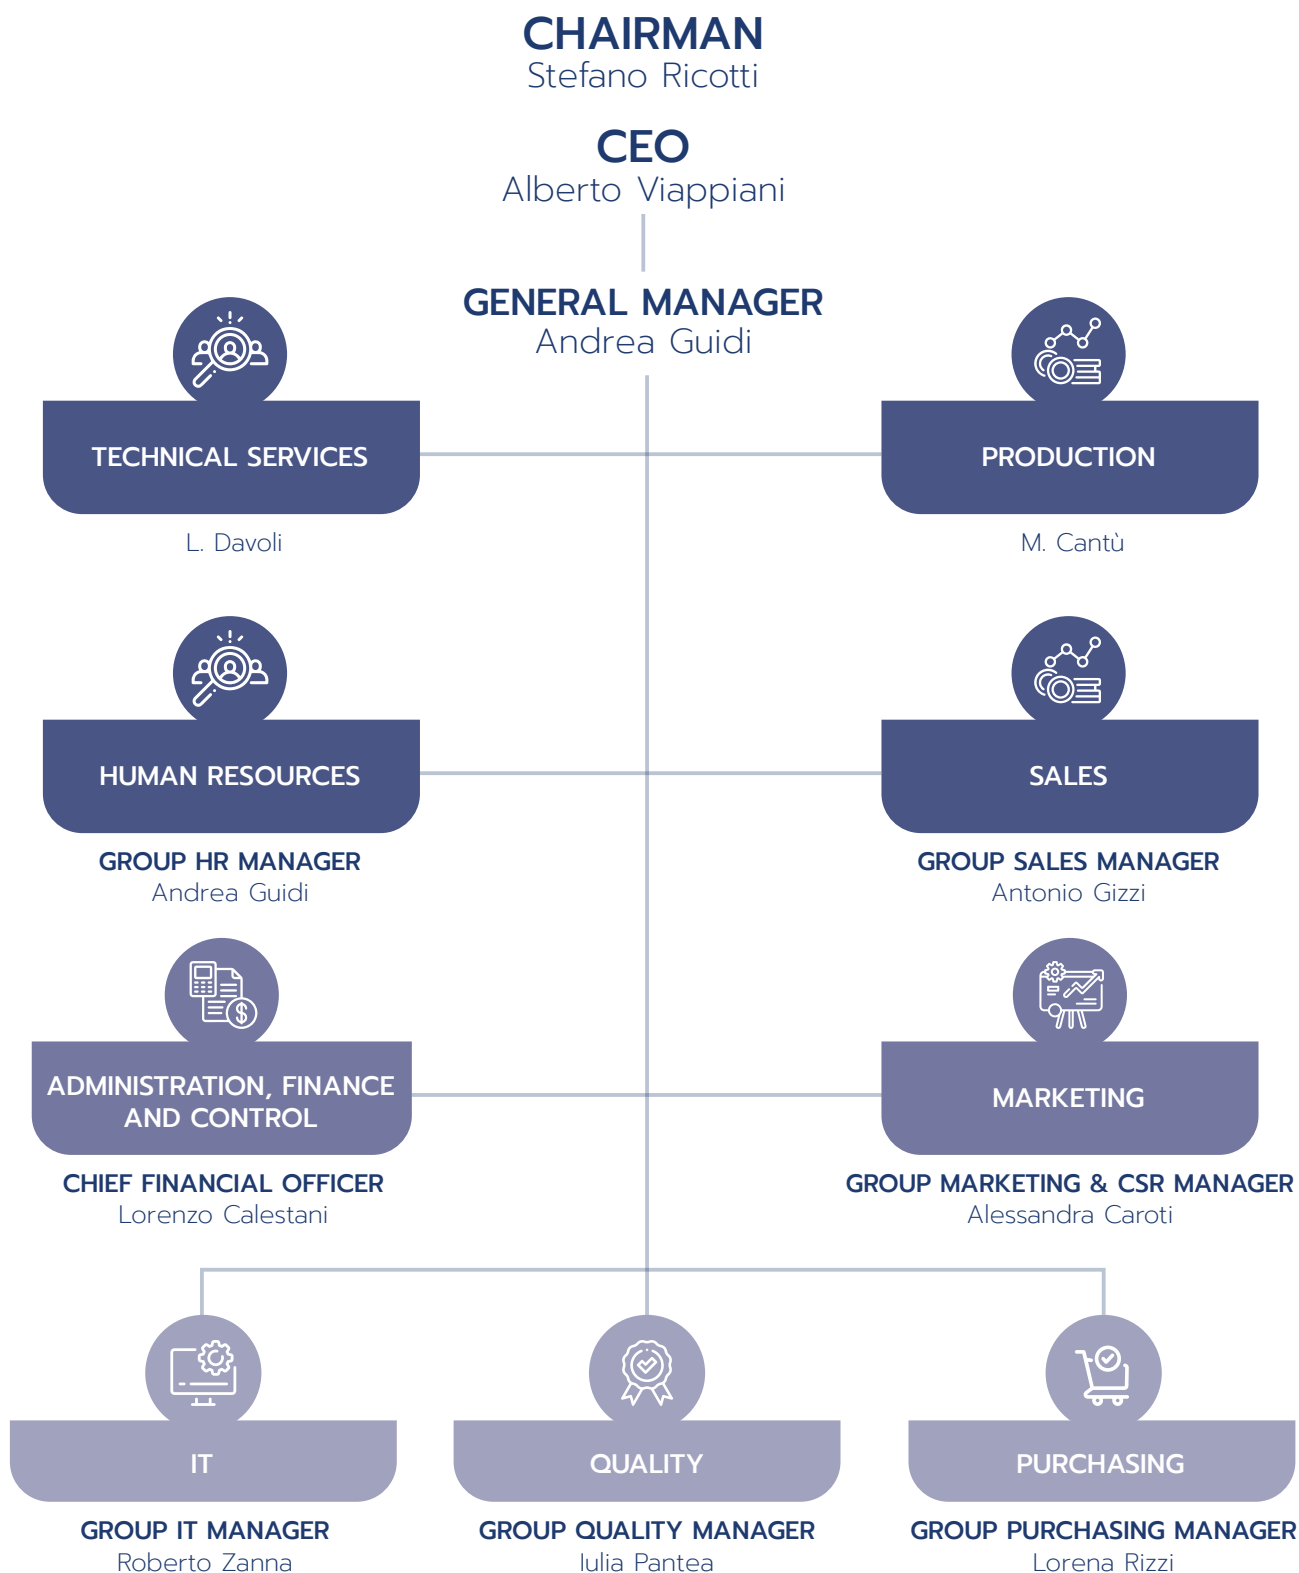 CHAIRMAN
Stefano Ricotti
CEO
Alberto Viappiani
GENERAL MANAGER
Andrea Guidi
TECHNICAL SERVICES
L. Davoli
PRODUCTION
M. Cantù
HUMAN RESOURCES
GROUP HR MANAGER
Andrea Guidi
SALES
GROUP SALES MANAGER
Antonio Gizzi
ADMINISTRATION, FINANCE
AND CONTROL
CHIEF FINANCIAL OFFICER
Lorenzo Calestani
MARKETING
GROUP MARKETING & CSR MANAGER
Alessandra Caroti
IT
GROUP IT MANAGER
Roberto Zanna
QUALITY
GROUP QUALITY MANAGER
Iulia Pantea
PURCHASING
GROUP PURCHASING MANAGER
Lorena Rizzi